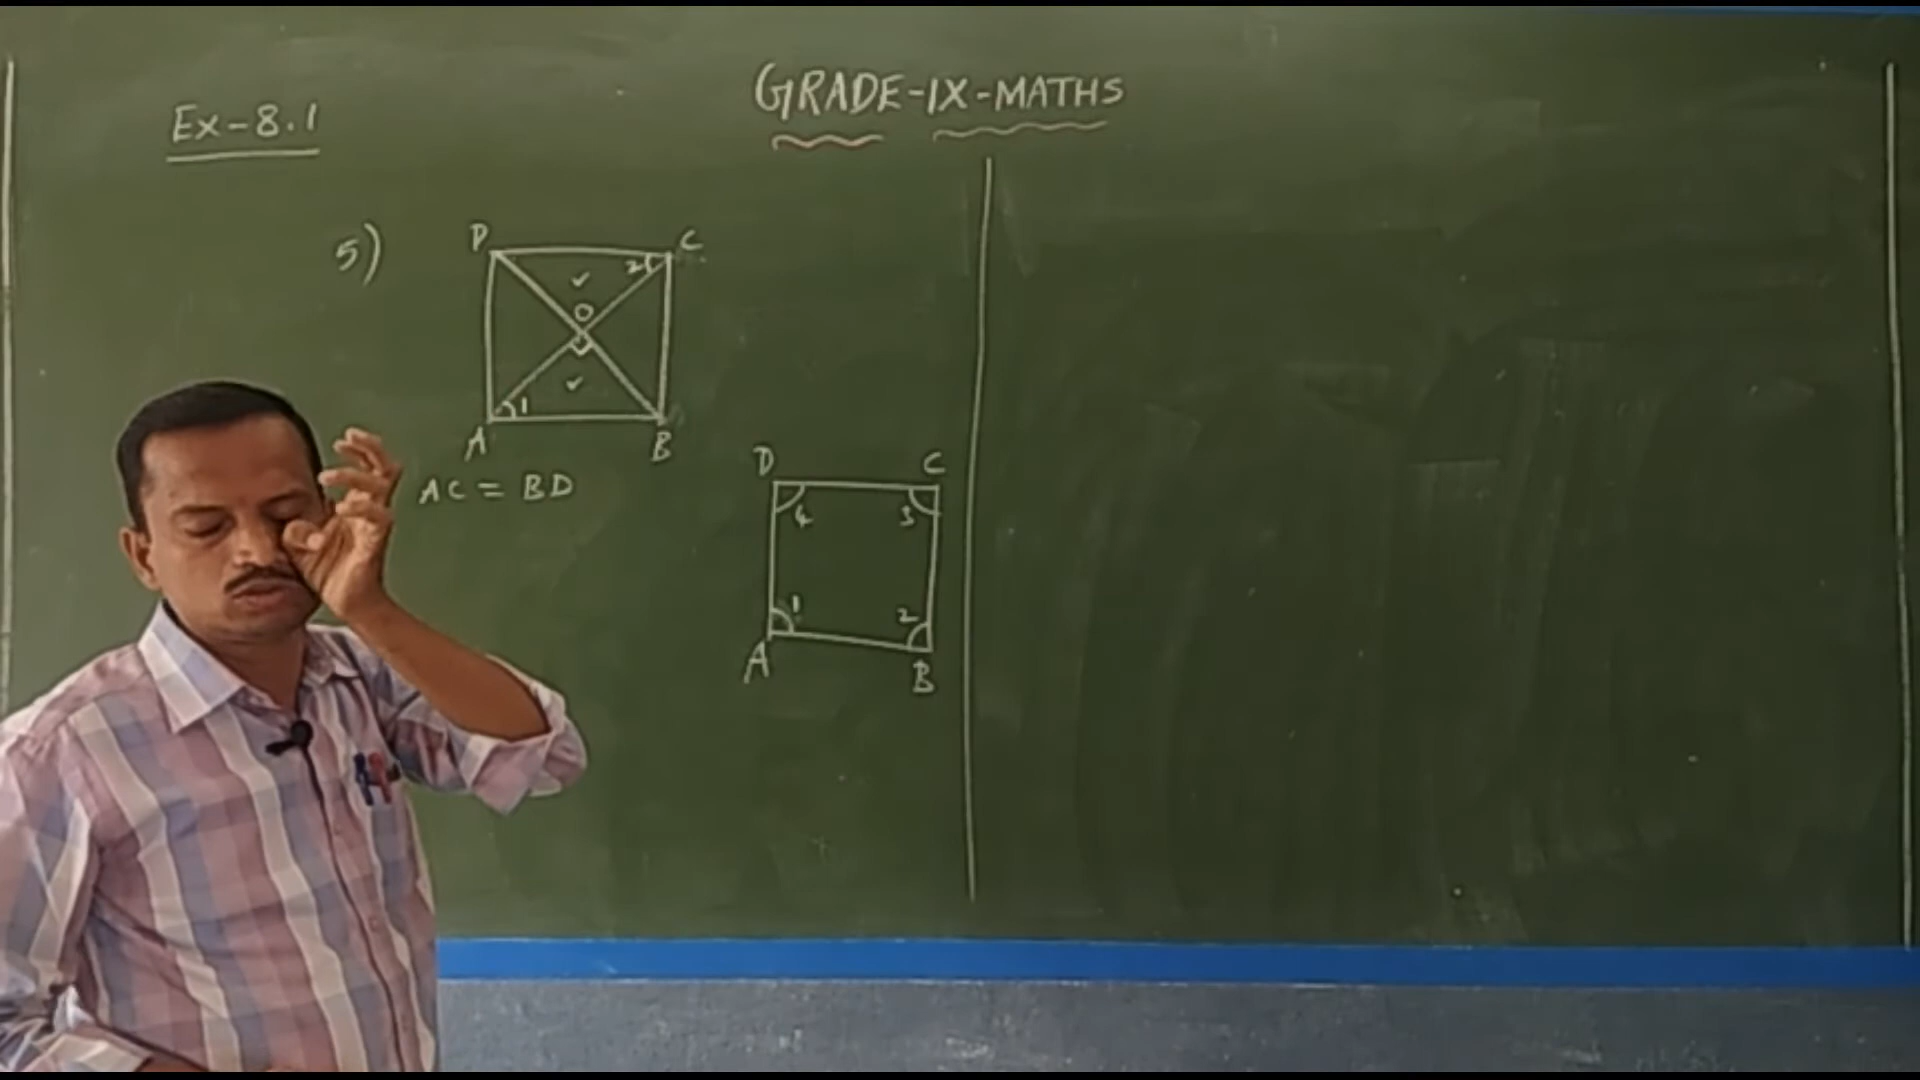 GRADE-IX-MATHS
Ex-8.1
5)
D C
2
O
1
A B
AC = BD
D C
4 3
1 2
A B